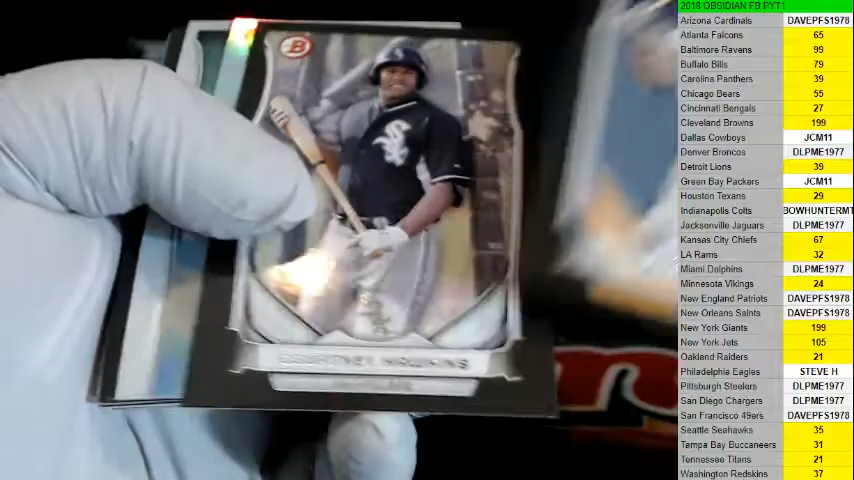 2018 OBSIDIAN FB PYT1
Arizona Cardinals DAVEPFS1978
Atlanta Falcons 65
Baltimore Ravens 99
Buffalo Bills 79
Carolina Panthers 39
Chicago Bears 55
Cincinnati Bengals 27
Cleveland Browns 199
Dallas Cowboys JCM11
Denver Broncos DLPME1977
Detroit Lions 39
Green Bay Packers JCM11
Houston Texans 29
Indianapolis Colts BOWHUNTERMT
Jacksonville Jaguars DLPME1977
Kansas City Chiefs 67
LA Rams 32
Miami Dolphins DLPME1977
Minnesota Vikings 24
New England Patriots DAVEPFS1978
New Orleans Saints DAVEPFS1978
New York Giants 199
New York Jets 105
Oakland Raiders 21
Philadelphia Eagles STEVE H
Pittsburgh Steelers DLPME1977
San Diego Chargers DLPME1977
San Francisco 49ers DAVEPFS1978
Seattle Seahawks 35
Tampa Bay Buccaneers 31
Tennessee Titans 21
Washington Redskins 37
B
Sox
COURTNEY HAWKINS